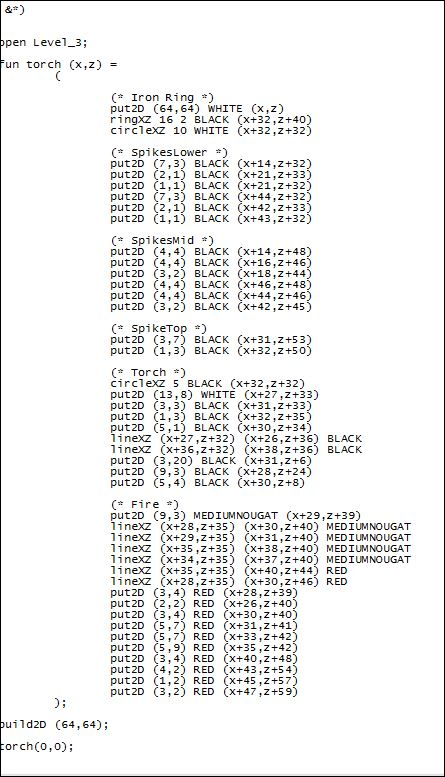 &*)
open Level_3;
fun torch (x,z) =
(
(* Iron Ring *)
put2D (64,64) WHITE (x,z)
ringXZ 16 2 BLACK (x+32,z+40)
circleXZ 10 WHITE (x+32,z+32)
(* SpikesLower *)
put2D (7,3) BLACK (x+14,z+32)
put2D (2,1) BLACK (x+21,z+33)
put2D (1,1) BLACK (x+21,z+32)
put2D (7,3) BLACK (x+44,z+32)
put2D (2,1) BLACK (x+42,z+33)
put2D (1,1) BLACK (x+43,z+32)
(* SpikesMid *)
put2D (4,4) BLACK (x+14,z+48)
put2D (4,4) BLACK (x+16,z+46)
put2D (3,2) BLACK (x+18,z+44)
put2D (4,4) BLACK (x+46,z+48)
put2D (4,4) BLACK (x+44,z+46)
put2D (3,2) BLACK (x+42,z+45)
(* SpikeTop *)
put2D (3,7) BLACK (x+31,z+53)
put2D (1,3) BLACK (x+32,z+50)
(* Torch *)
circleXZ 5 BLACK (x+32,z+32)
put2D (13,8) WHITE (x+27,z+33)
put2D (3,3) BLACK (x+31,z+33)
put2D (1,3) BLACK (x+32,z+35)
put2D (5,1) BLACK (x+30,z+34)
lineXZ (x+27,z+32) (x+26,z+36) BLACK
lineXZ (x+36,z+32) (x+38,z+36) BLACK
put2D (3,20) BLACK (x+31,z+6)
put2D (9,3) BLACK (x+28,z+24)
put2D (5,4) BLACK (x+30,z+8)
(* Fire *)
put2D (9,3) MEDIUMNOUGAT (x+29,z+39)
lineXZ (x+28,z+35) (x+30,z+40) MEDIUMNOUGAT
lineXZ (x+29,z+35) (x+31,z+40) MEDIUMNOUGAT
lineXZ (x+35,z+35) (x+38,z+40) MEDIUMNOUGAT
lineXZ (x+34,z+35) (x+37,z+40) MEDIUMNOUGAT
lineXZ (x+35,z+35) (x+40,z+44) RED
lineXZ (x+28,z+35) (x+30,z+46) RED
put2D (3,4) RED (x+28,z+39)
put2D (2,2) RED (x+26,z+40)
put2D (3,4) RED (x+30,z+40)
put2D (5,7) RED (x+31,z+41)
put2D (5,7) RED (x+33,z+42)
put2D (5,9) RED (x+35,z+42)
put2D (3,4) RED (x+40,z+48)
put2D (4,2) RED (x+43,z+54)
put2D (1,2) RED (x+45,z+57)
put2D (3,2) RED (x+47,z+59)
);
build2D (64,64);
torch(0,0);